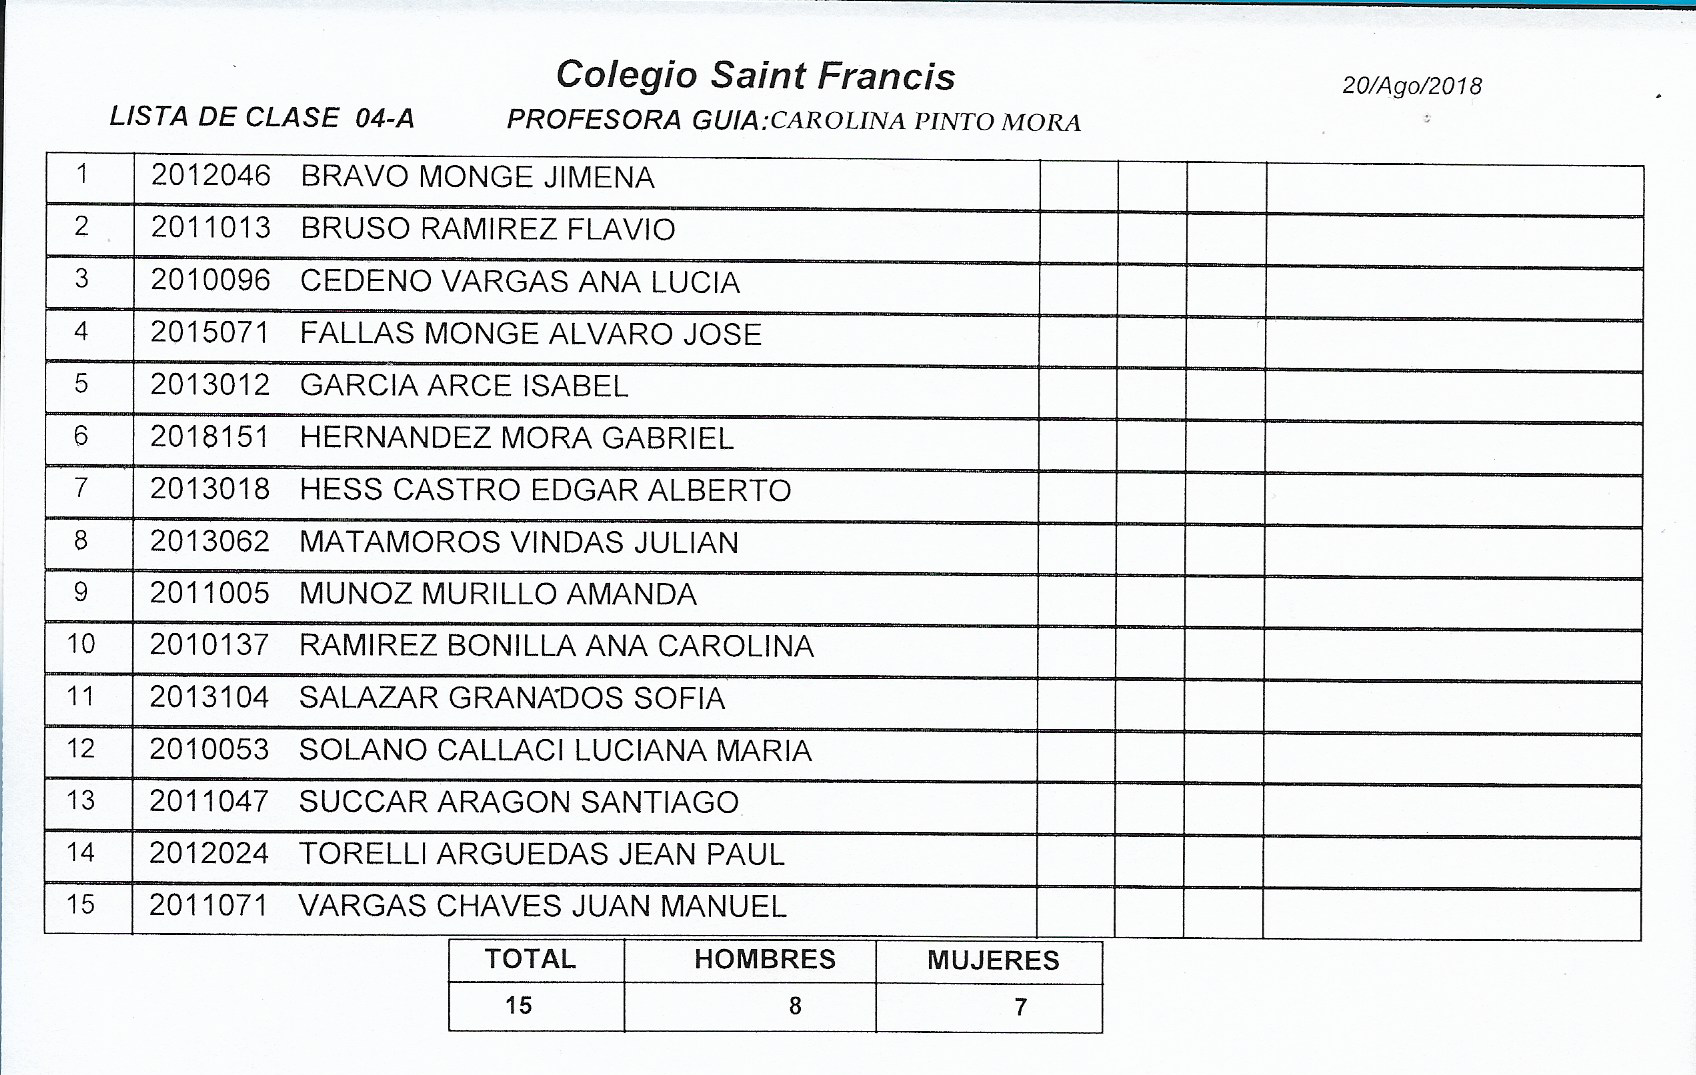 Colegio Saint Francis
20/Ago/2018
LISTA DE CLASE 04-A PROFESORA GUIA:CAROLINA PINTO MORA
1 2012046 BRAVO MONGE JIMENA
2 2011013 BRUSO RAMIREZ FLAVIO
3 2010096 CEDENO VARGAS ANA LUCIA
4 2015071 FALLAS MONGE ALVARO JOSE
5 2013012 GARCIA ARCE ISABEL
6 2018151 HERNANDEZ MORA GABRIEL
7 2013018 HESS CASTRO EDGAR ALBERTO
8 2013062 MATAMOROS VINDAS JULIAN
9 2011005 MUNOZ MURILLO AMANDA
10 2010137 RAMIREZ BONILLA ANA CAROLINA
11 2013104 SALAZAR GRANADOS SOFIA
12 2010053 SOLANO CALLACI LUCIANA MARIA
13 2011047 SUCCAR ARAGON SANTIAGO
14 2012024 TORELLI ARGUEDAS JEAN PAUL
15 2011071 VARGAS CHAVES JUAN MANUEL
TOTAL HOMBRES MUJERES
15 8 7